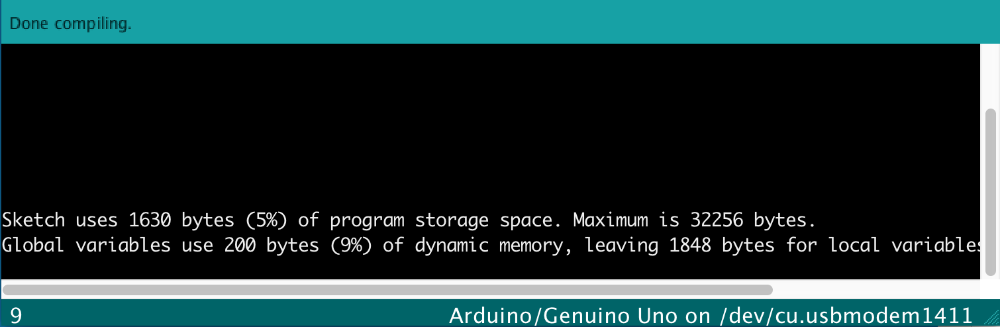 Done compiling.
Sketch uses 1630 bytes (5%) of program storage space. Maximum is 32256 bytes.
Global variables use 200 bytes (9%) of dynamic memory, leaving 1848 bytes for local variables
9
Arduino/Genuino Uno on /dev/cu.usbmodem1411